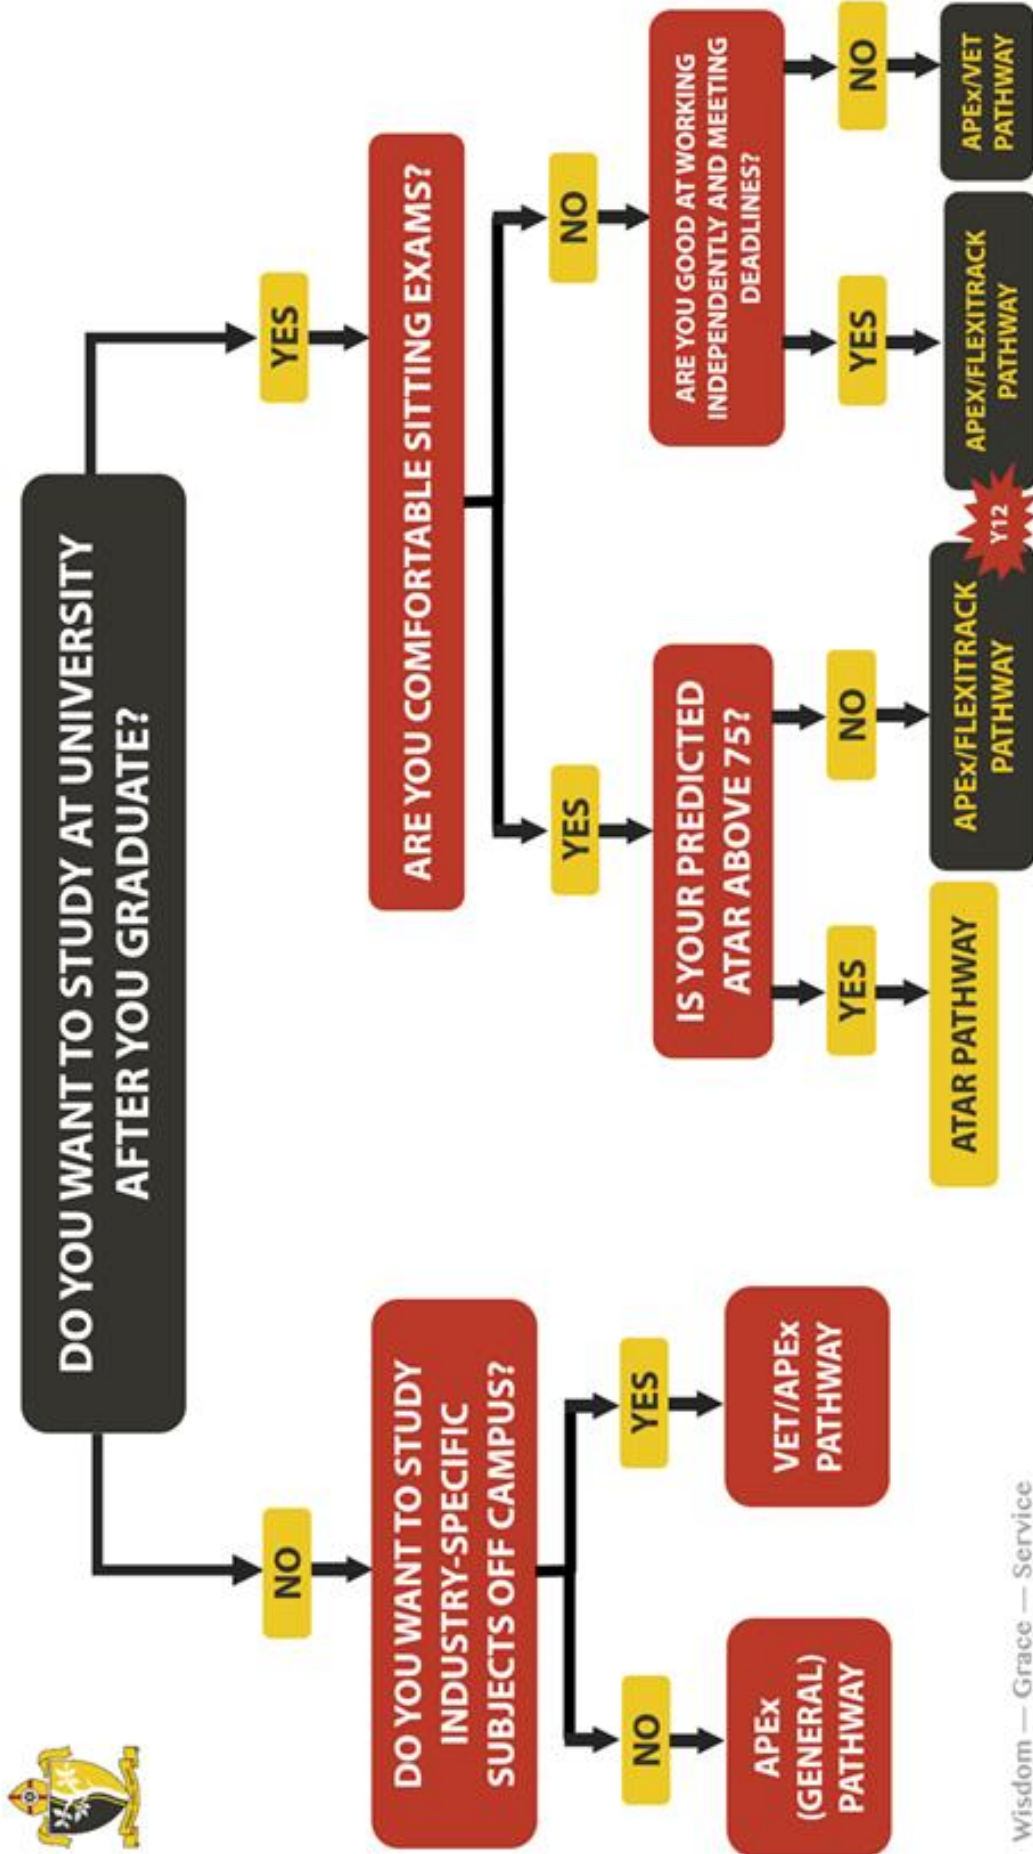 DO YOU WANT TO STUDY AT UNIVERSITY
AFTER YOU GRADUATE?
NO
YES
DO YOU WANT TO STUDY
INDUSTRY-SPECIFIC
SUBJECTS OFF CAMPUS?
ARE YOU COMFORTABLE SITTING EXAMS?
NO
YES
YES
NO
APEx
(GENERAL)
PATHWAY
VET/APEx
PATHWAY
IS YOUR PREDICTED
ATAR ABOVE 75?
ARE YOU GOOD AT WORKING
INDEPENDENTLY AND MEETING
DEADLINES?
YES
NO
YES
NO
ATAR PATHWAY
APEx/FLEXITRACK
PATHWAY
Y12
APEX/FLEXITRACK
PATHWAY
APEx/VET
PATHWAY
Wisdom — Grace — Service